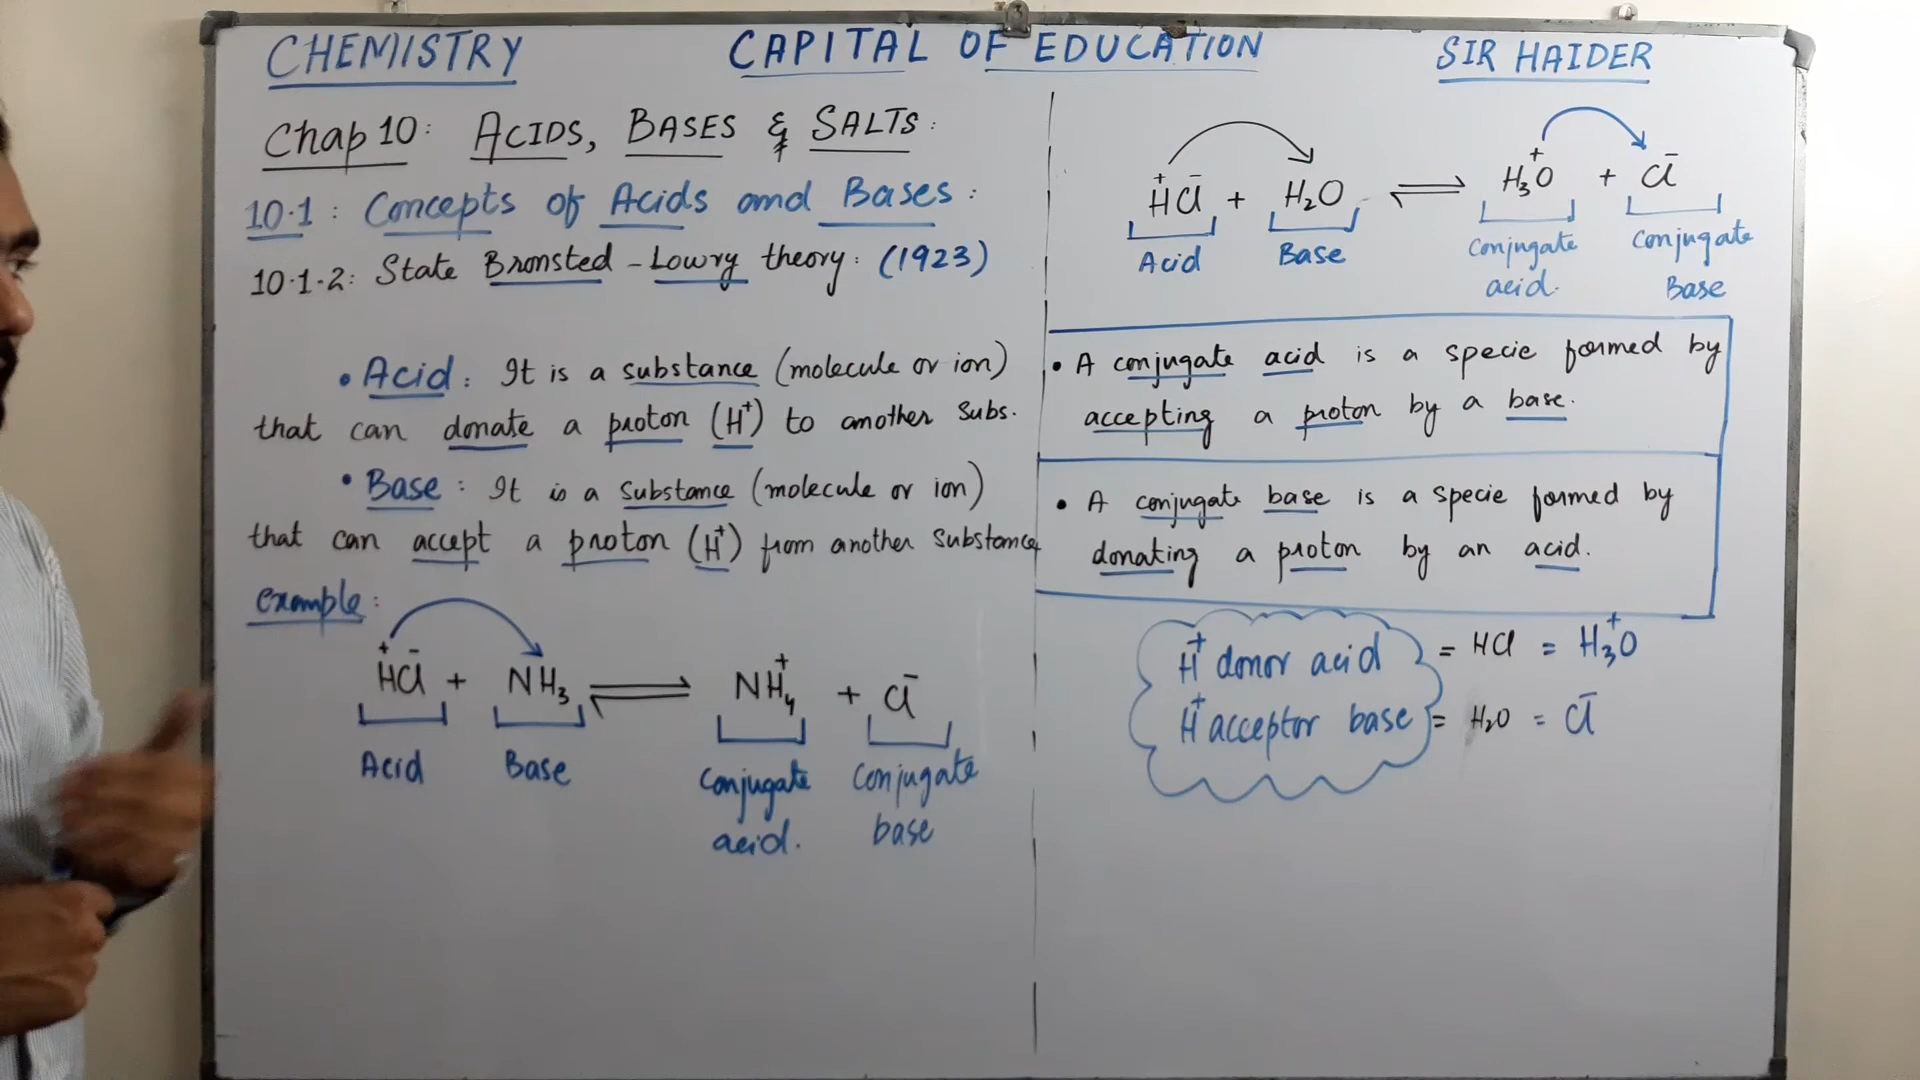 CHEMISTRY CAPITAL OF EDUCATION SIR HAIDER
Chap 10: ACIDS, BASES & SALTS:
10.1: Concepts of Acids and Bases:
10.1.2: State Bronsted-Lowry theory: (1923)
• Acid: It is a substance (molecule or ion)
that can donate a proton (H⁺) to another Subs.
• Base: It is a Substance (molecule or ion)
that can accept a proton (H⁺) from another Substance
example:
H⁺Cl⁻ + NH₃ ⇌ NH₄⁺ + Cl⁻
Acid Base Conjugate acid. Conjugate base
H⁺Cl⁻ + H₂O ⇌ H₃O⁺ + Cl⁻
Acid Base Conjugate acid. Conjugate Base
• A conjugate acid is a specie formed by
accepting a proton by a base.
• A conjugate base is a specie formed by
donating a proton by an acid.
H⁺ donor acid = HCl = H₃O⁺
H⁺ acceptor base = H₂O = Cl⁻